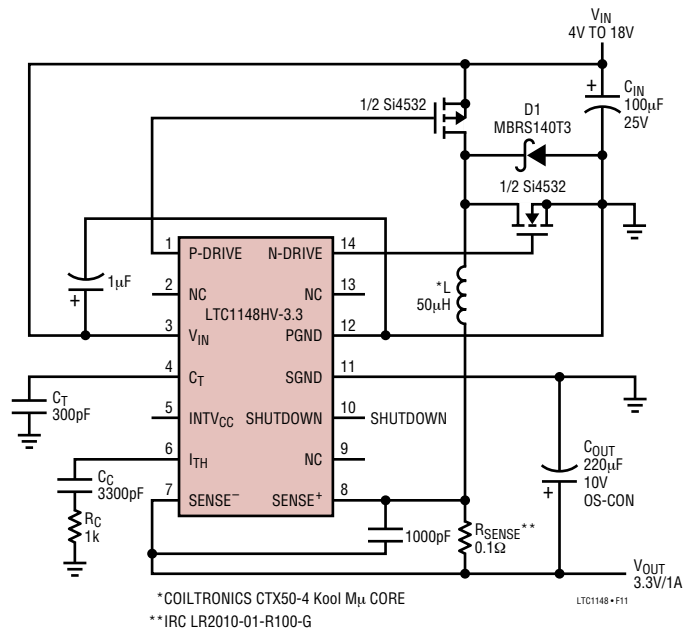 VIN
4V TO 18V
1/2 Si4532
CIN
100µF
25V
D1
MBRS140T3
1/2 Si4532
1µF
+
+
*L
50µH
1 P-DRIVE N-DRIVE 14
2 NC NC 13
LTC1148HV-3.3
3 VIN PGND 12
4 CT SGND 11
5 INTVCC SHUTDOWN 10 SHUTDOWN
6 ITH NC 9
7 SENSE– SENSE+ 8
CT
300pF
CC
3300pF
RC
1k
1000pF
RSENSE**
0.1Ω
COUT
220µF
10V
OS-CON
+
VOUT
3.3V/1A
*COILTRONICS CTX50-4 Kool Mµ CORE
**IRC LR2010-01-R100-G
LTC1148 • F11